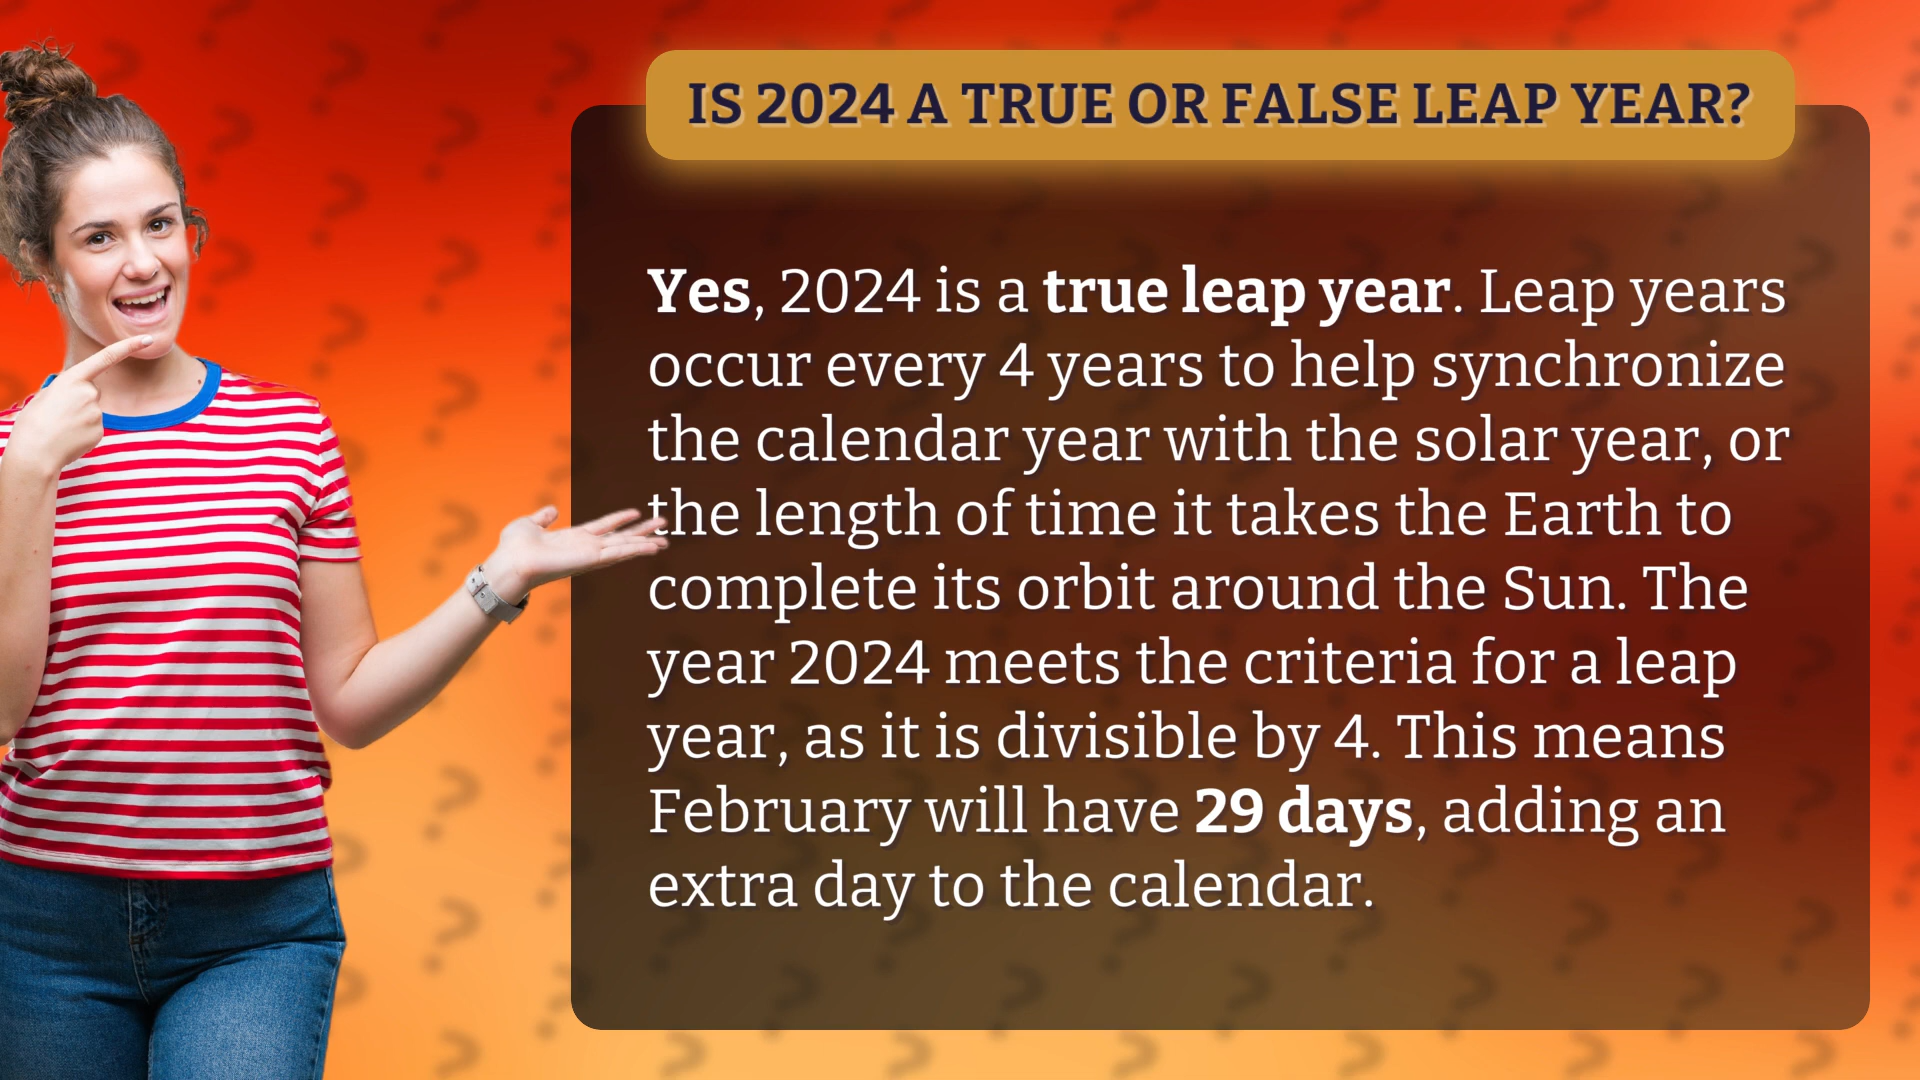 IS 2024 A TRUE OR FALSE LEAP YEAR?
Yes, 2024 is a true leap year. Leap years
occur every 4 years to help synchronize
the calendar year with the solar year, or
the length of time it takes the Earth to
complete its orbit around the Sun. The
year 2024 meets the criteria for a leap
year, as it is divisible by 4. This means
February will have 29 days, adding an
extra day to the calendar.